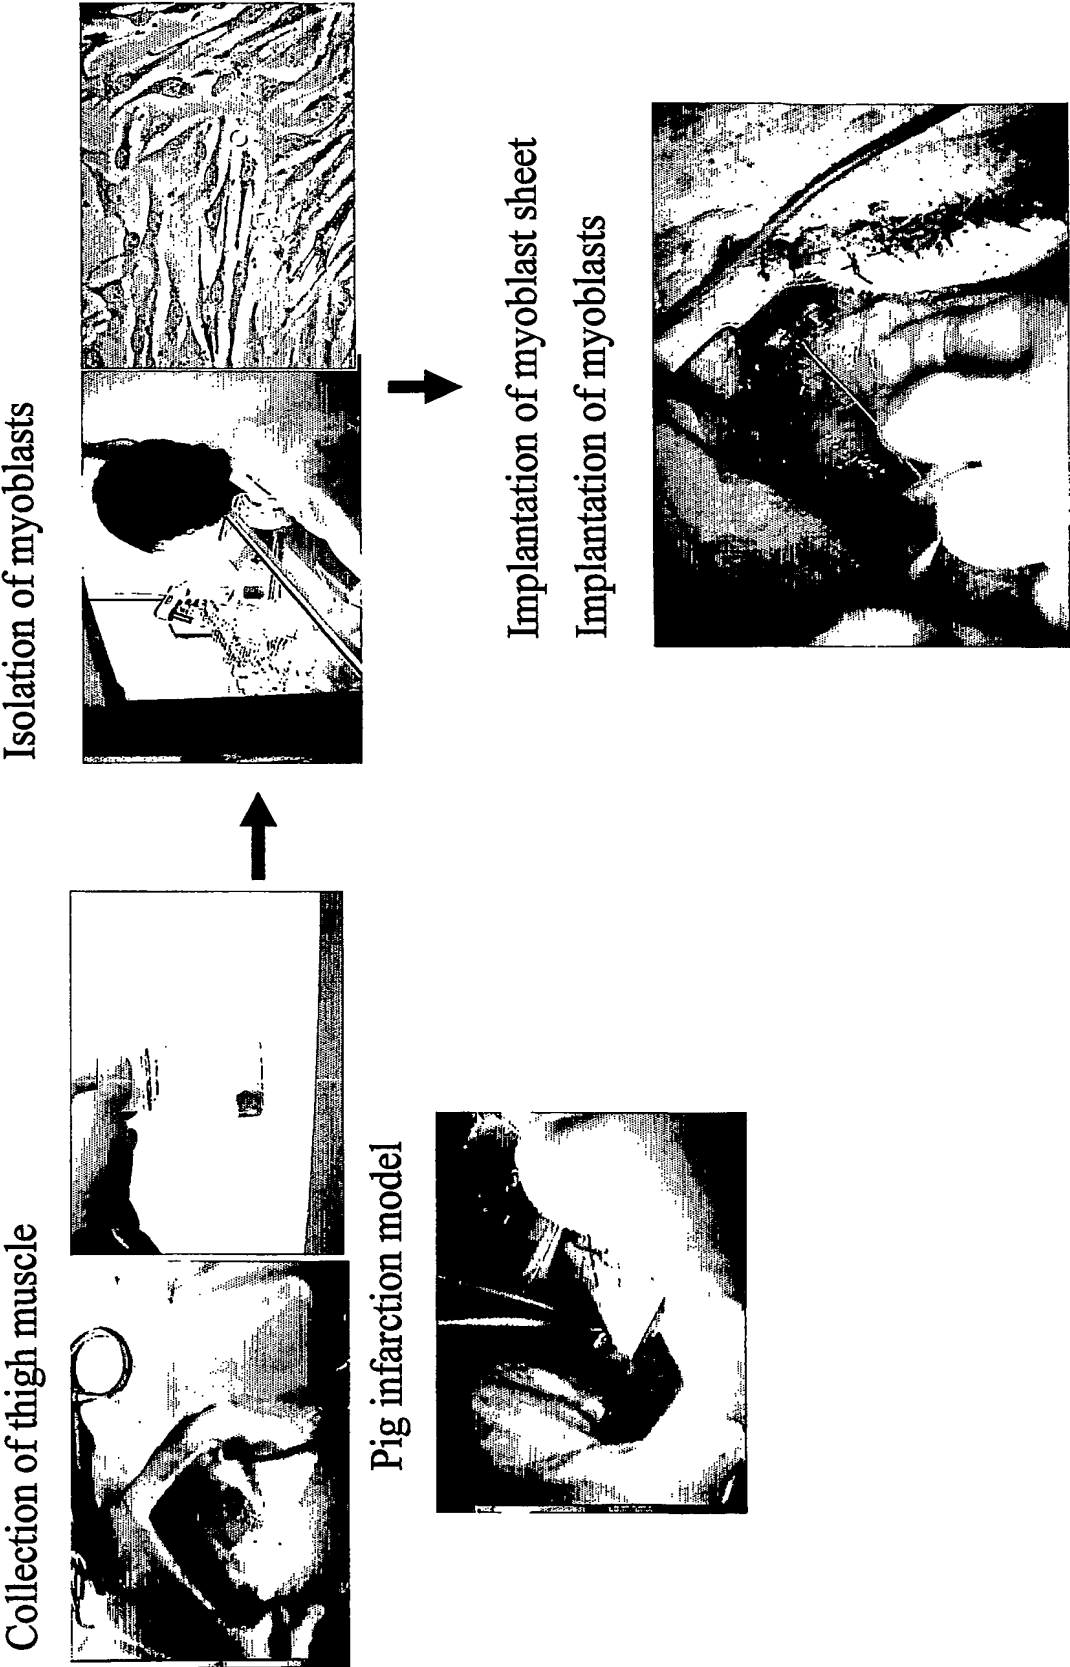 Collection of thigh muscle
Isolation of myoblasts
Pig infarction model
Implantation of myoblast sheet
Implantation of myoblasts